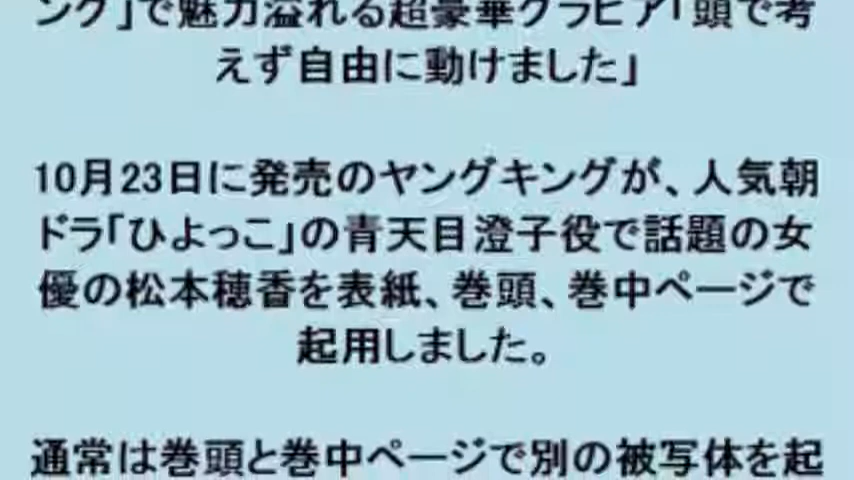 ング」で魅力溢れる超豪華グラビア「頭で考
えず自由に動けました」
10月23日に発売のヤングキングが、人気朝
ドラ「ひよっこ」の青天目澄子役で話題の女
優の松本穂香を表紙、巻頭、巻中ページで
起用しました。
通常は巻頭と巻中ページで別の被写体を起